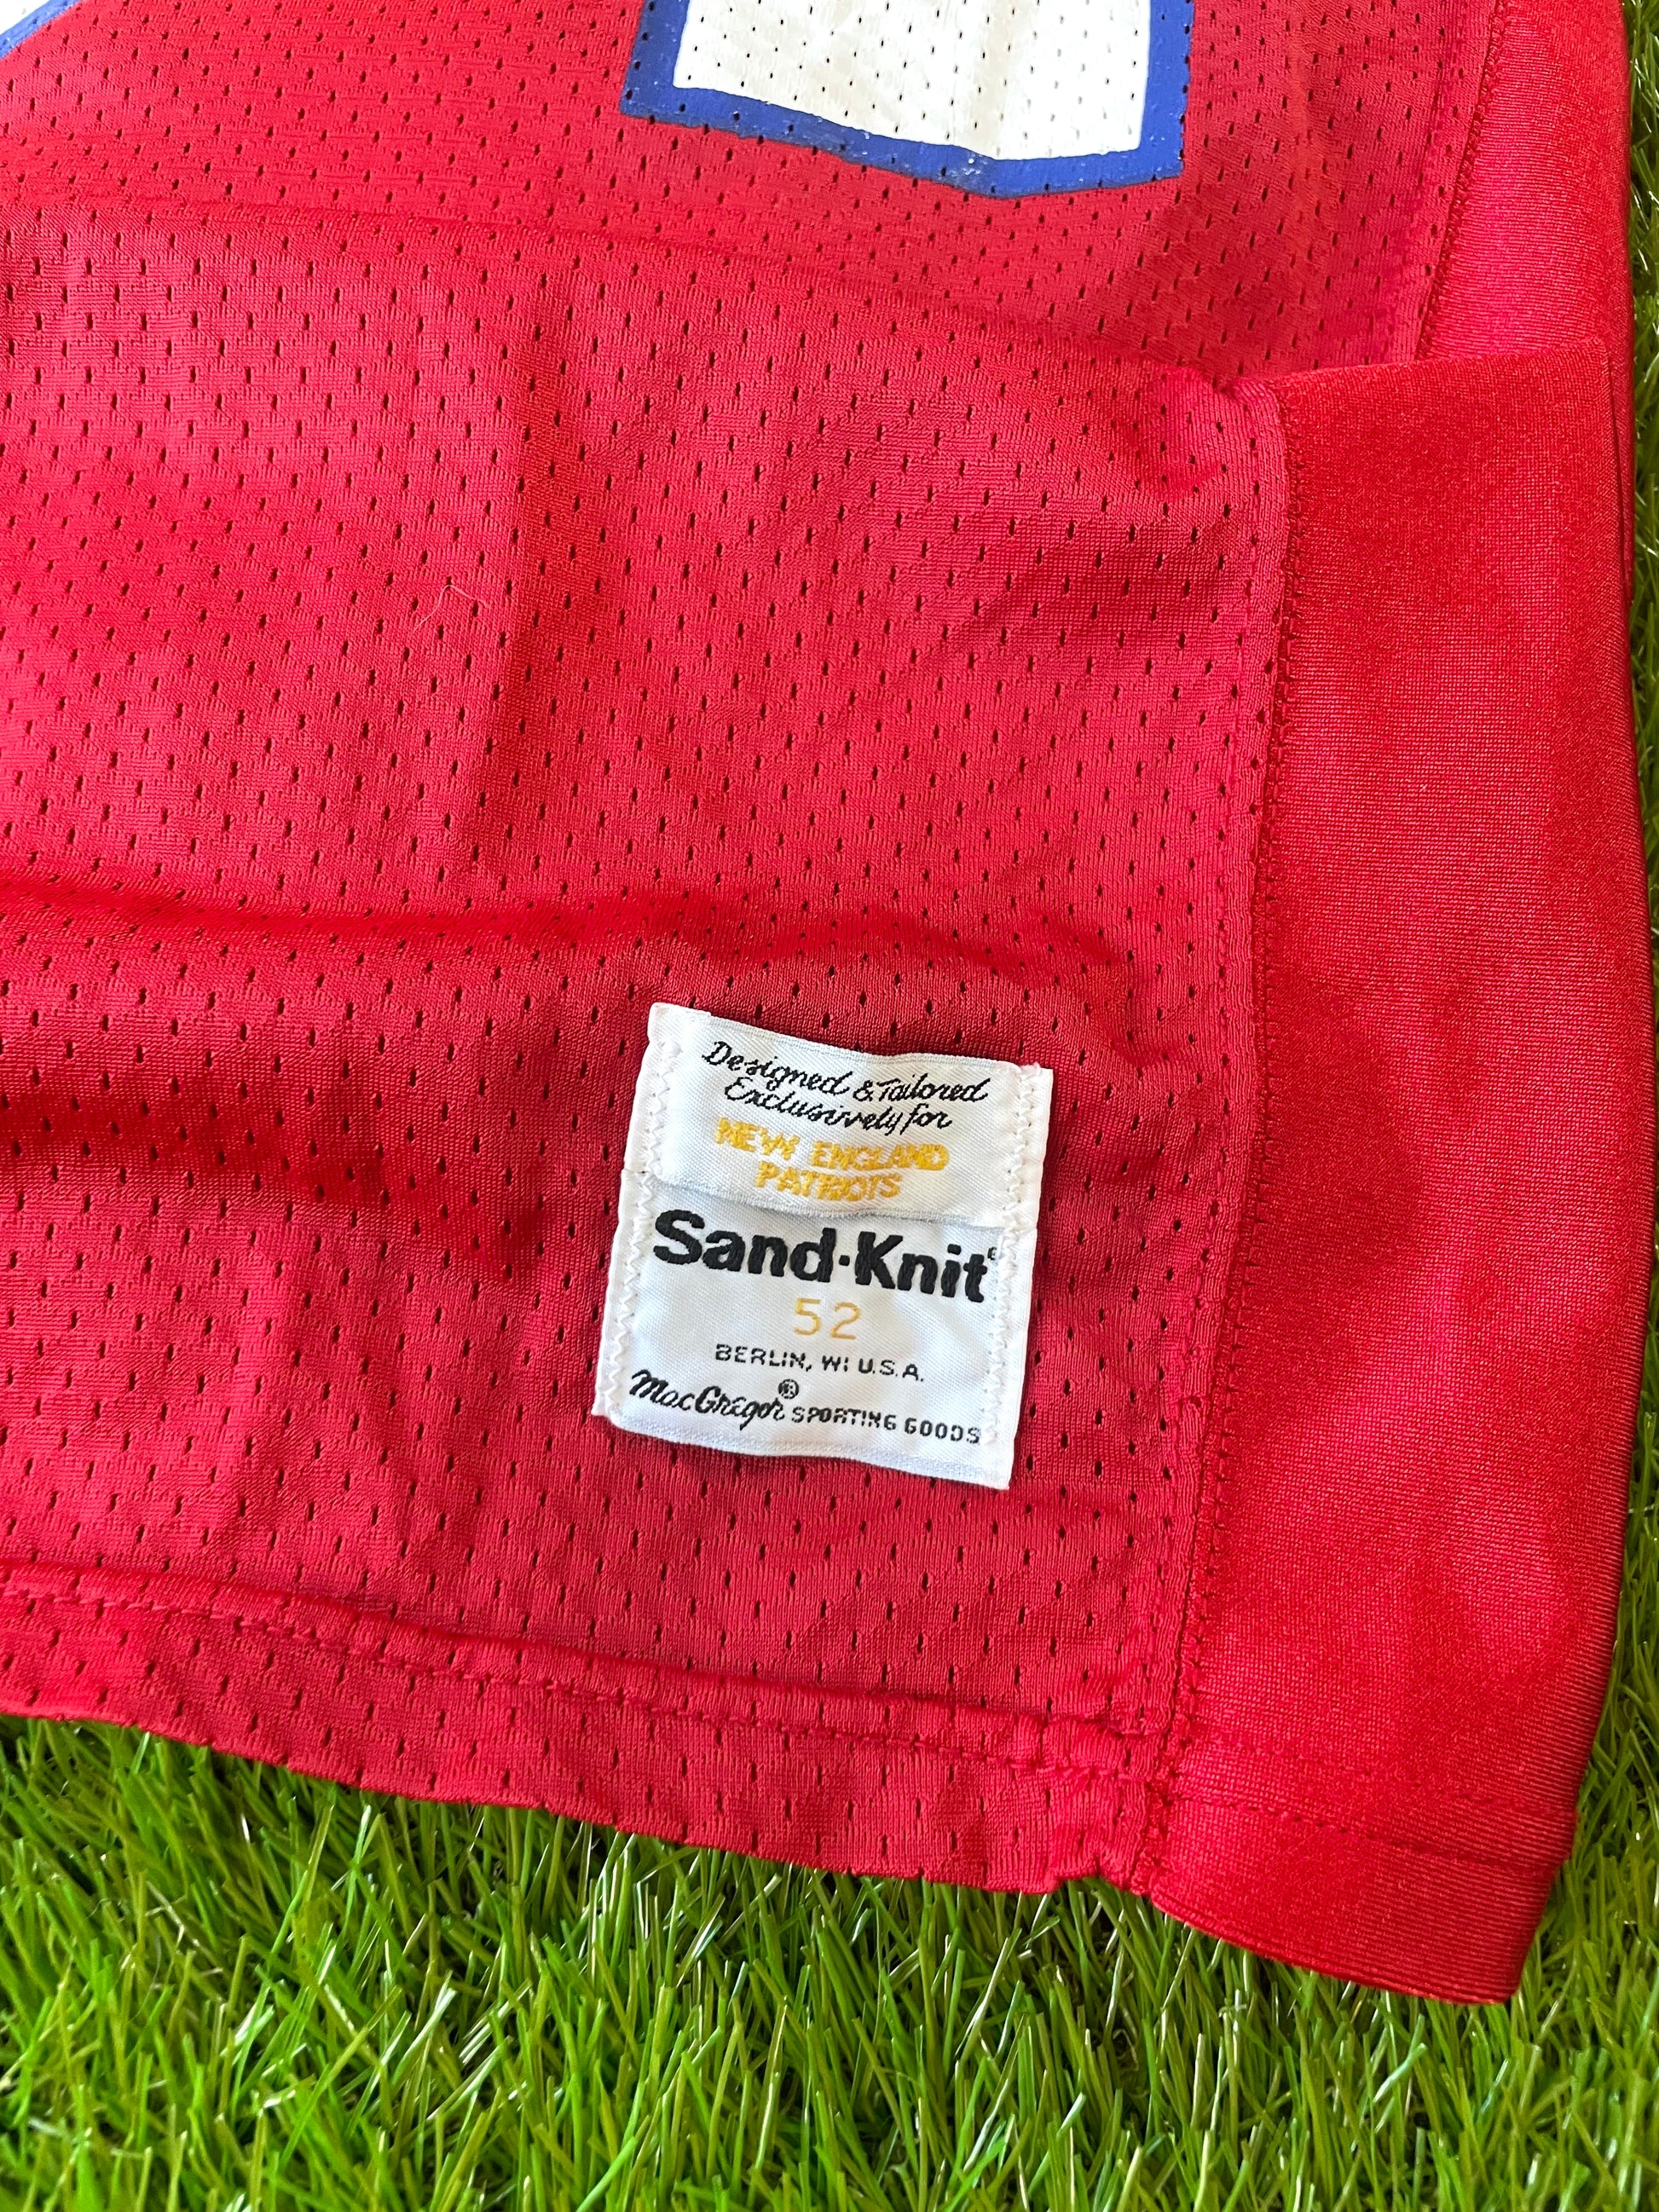 Designed & Tailored
Exclusively for
NEW ENGLAND
PATRIOTS
Sand·Knit®
52
BERLIN, WI U.S.A.
MacGregor® SPORTING GOODS